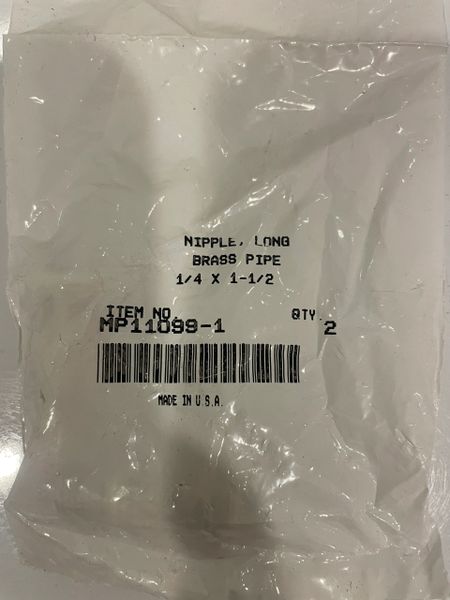 NIPPLE, LONG
BRASS PIPE
1/4 X 1-1/2
ITEM NO. QTY.
MP11099-1 2
MADE IN U.S.A.